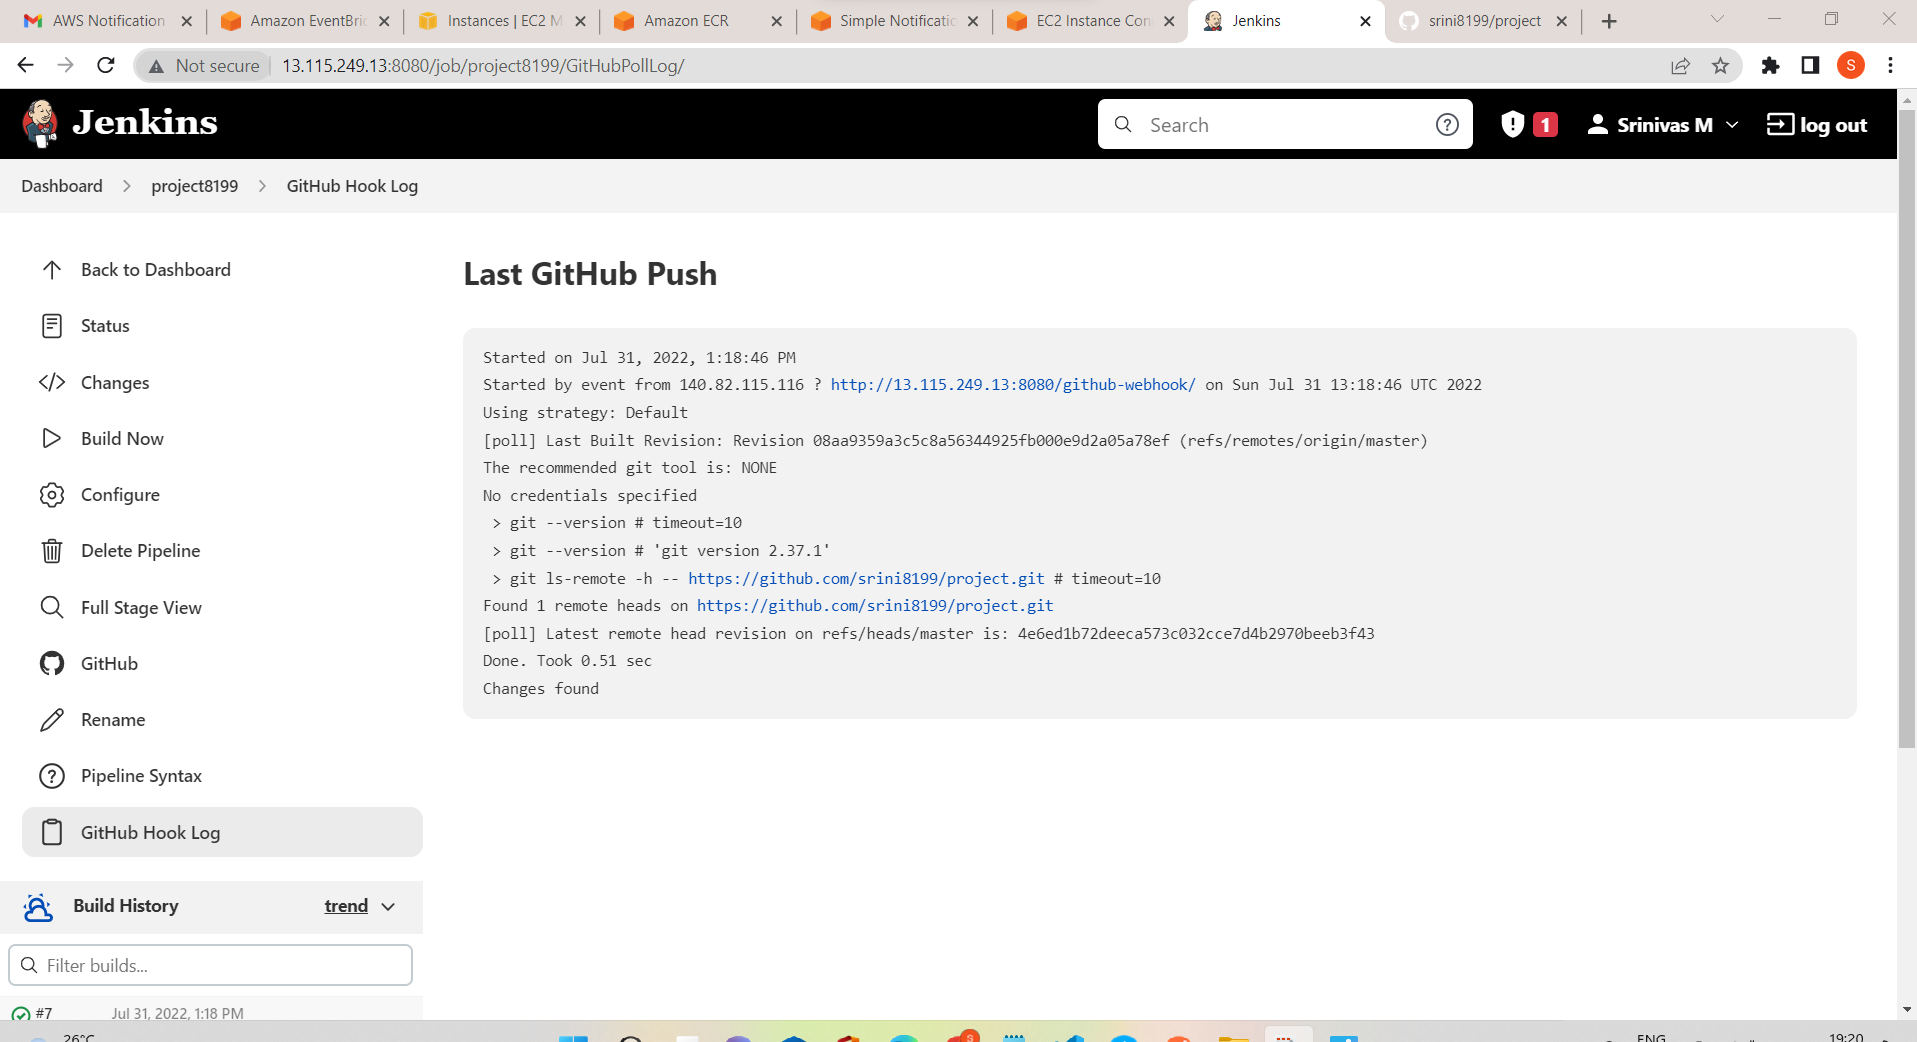 AWS Notification
Amazon EventBri
Instances | EC2 M
Amazon ECR
Simple Notificatio
EC2 Instance Con
Jenkins
srini8199/project
Not secure
13.115.249.13:8080/job/project8199/GitHubPollLog/
S
Jenkins
Search
1
Srinivas M
log out
Dashboard
project8199
GitHub Hook Log
Back to Dashboard
Status
Changes
Build Now
Configure
Delete Pipeline
Full Stage View
GitHub
Rename
Pipeline Syntax
GitHub Hook Log
Build History
trend
Filter builds...
#7
Jul 31, 2022, 1:18 PM
Last GitHub Push
Started on Jul 31, 2022, 1:18:46 PM
Started by event from 140.82.115.116 ? http://13.115.249.13:8080/github-webhook/ on Sun Jul 31 13:18:46 UTC 2022
Using strategy: Default
[poll] Last Built Revision: Revision 08aa9359a3c5c8a56344925fb000e9d2a05a78ef (refs/remotes/origin/master)
The recommended git tool is: NONE
No credentials specified
> git --version # timeout=10
> git --version # 'git version 2.37.1'
> git ls-remote -h -- https://github.com/srini8199/project.git # timeout=10
Found 1 remote heads on https://github.com/srini8199/project.git
[poll] Latest remote head revision on refs/heads/master is: 4e6ed1b72deeca573c032cce7d4b2970beeb3f43
Done. Took 0.51 sec
Changes found
26°C
ENG
19:20